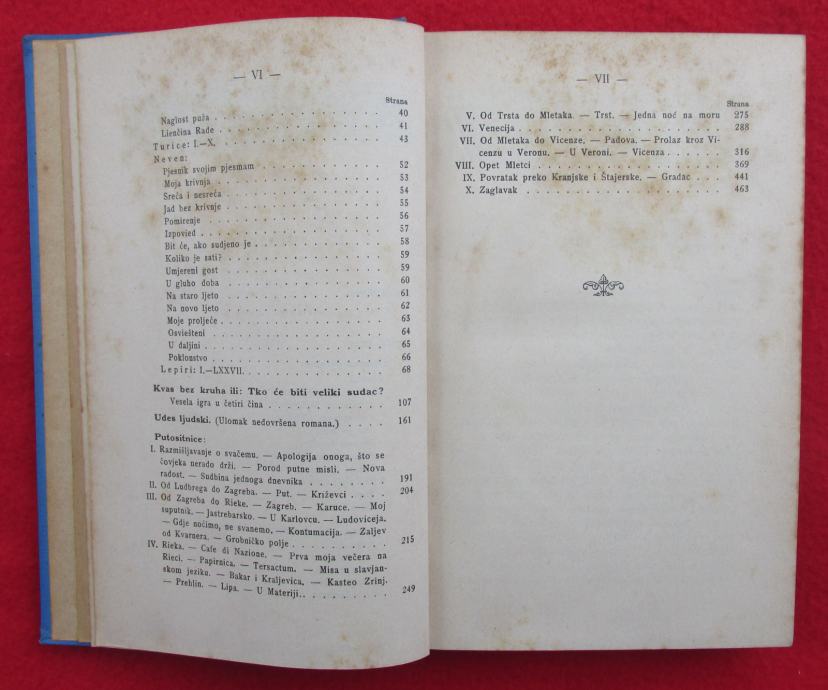 — VI —
Strana
Naglost puža . . . . . . . . . . . . . . . 40
Lienčina Rade . . . . . . . . . . . . . . 41
Turice: I.—X. . . . . . . . . . . . . . . 43
Neven:
Pjesnik svojim pjesmam . . . . . . . . . . 52
Moja krivnja . . . . . . . . . . . . . . . 53
Sreća i nesreća . . . . . . . . . . . . . 54
Jad bez krivnje . . . . . . . . . . . . . 55
Pomirenje . . . . . . . . . . . . . . . . 56
Izpovied . . . . . . . . . . . . . . . . . 57
Bit će, ako sudjeno je . . . . . . . . . . 58
Koliko je sati? . . . . . . . . . . . . . 59
Umjereni gost . . . . . . . . . . . . . . 59
U gluho doba . . . . . . . . . . . . . . . 60
Na staro ljeto . . . . . . . . . . . . . . 61
Na novo ljeto . . . . . . . . . . . . . . 62
Moje proljeće . . . . . . . . . . . . . . 63
Osviešteni . . . . . . . . . . . . . . . . 64
U daljini . . . . . . . . . . . . . . . . 65
Poklonstvo . . . . . . . . . . . . . . . . 66
Lepiri: I.—LXXVII. . . . . . . . . . . . . 68
Kvas bez kruha ili: Tko će biti veliki sudac?
Vesela igra u četiri čina . . . . . . . . . 107
Udes ljudski. (Ulomak nedovršena romana.) . . . . 161
Putositnice:
I. Razmišljavanje o svačemu. — Apologija onoga, što se
čovjeka nerado drži. — Porod putne misli. — Nova
radost. — Sudbina jednoga dnevnika . . . . . . . 191
II. Od Ludbrega do Zagreba. — Put. — Križevci . . . . 204
III. Od Zagreba do Rieke. — Zagreb. — Karuce. — Moj
suputnik. — Jastrebarsko. — U Karlovcu. — Ludoviceja.
— Gdje noćimo, ne svanemo. — Kontumacija. — Zaljev
od Kvarnera. — Grobničko polje . . . . . . . . . 215
IV. Rieka. — Cafe di Nazione. — Prva moja večera na
Rieci. — Papirnica. — Tersactum. — Misa u slavjan-
skom jeziku. — Bakar i Kraljevica. — Kasteo Zrinj.
— Prehlin. — Lipa. — U Materiji. . . . . . . . . 249
— VII —
Strana
V. Od Trsta do Mletaka. — Trst. — Jedna noć na moru 275
VI. Venecija . . . . . . . . . . . . . . . . . 288
VII. Od Mletaka do Vicenze. — Padova. — Prolaz kroz Vi-
cenzu u Veronu. — U Veroni. — Vicenza . . . . . . 316
VIII. Opet Mletci . . . . . . . . . . . . . . . 369
IX. Povratak preko Kranjske i Štajerske. — Gradac . . . 441
X. Zaglavak . . . . . . . . . . . . . . . . . 463